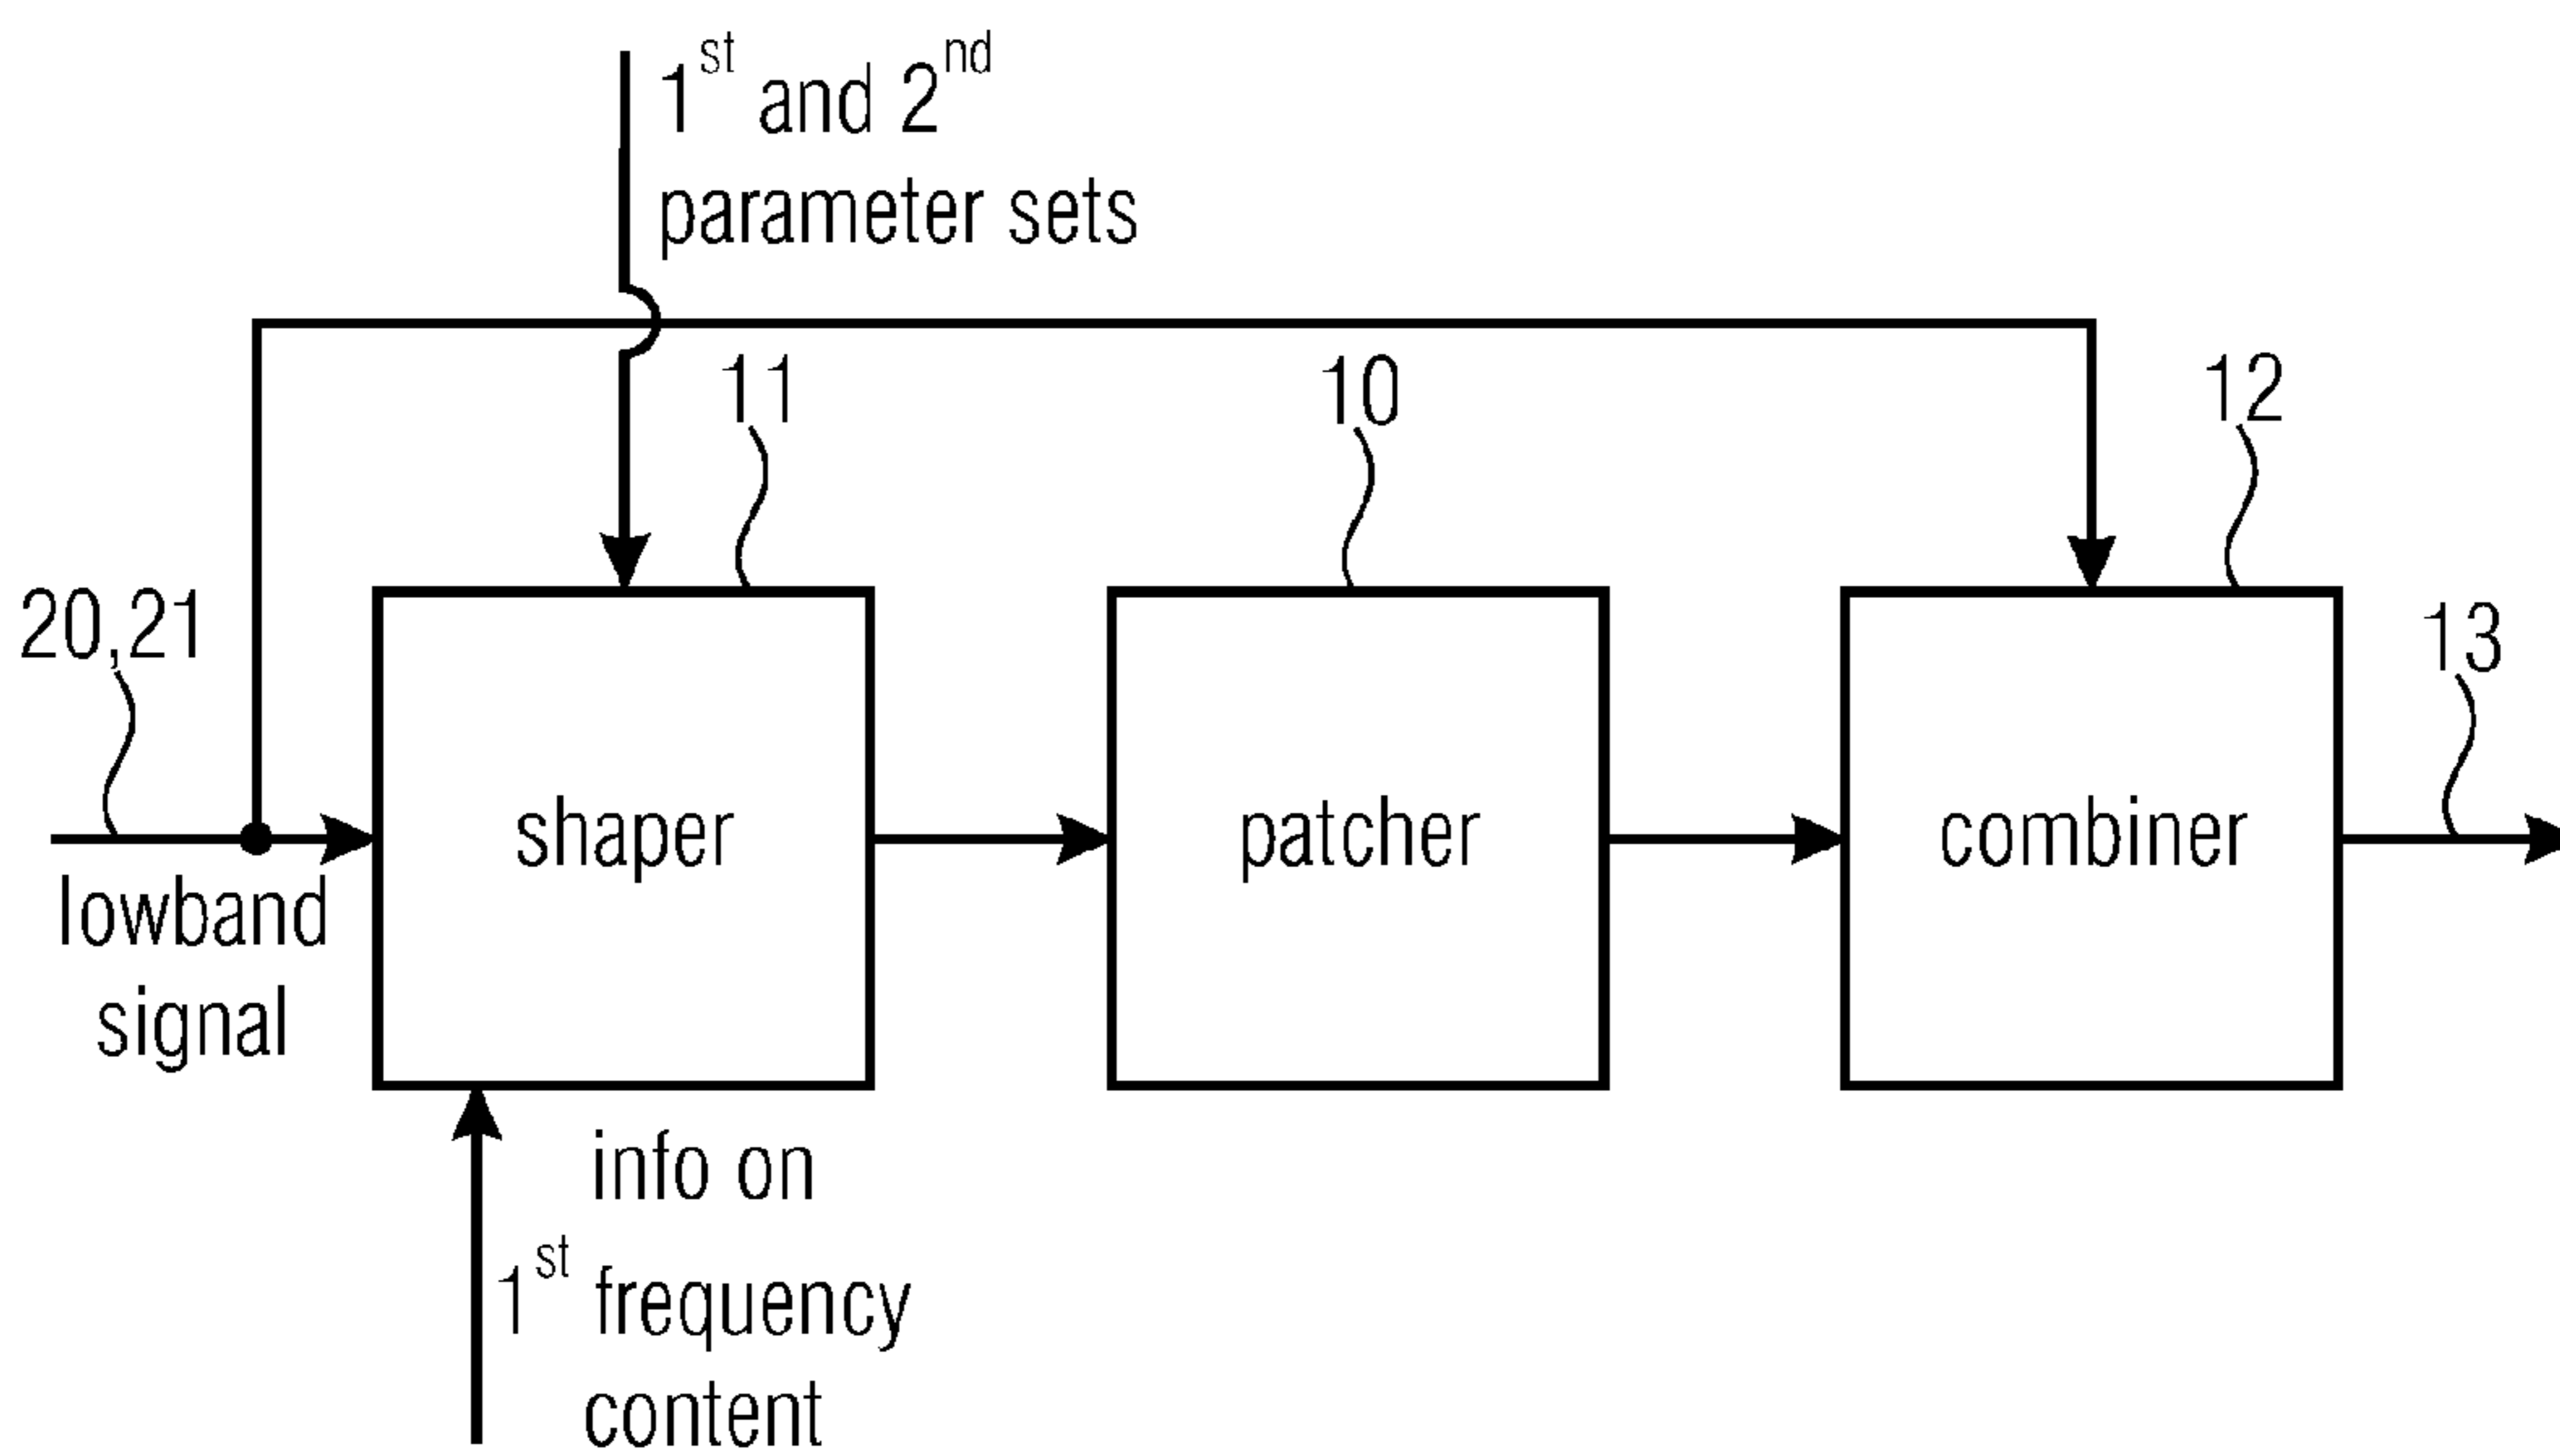 1st and 2nd
parameter sets
11
10
12
20,21
13
shaper
patcher
combiner
lowband
signal
info on
1st frequency
content